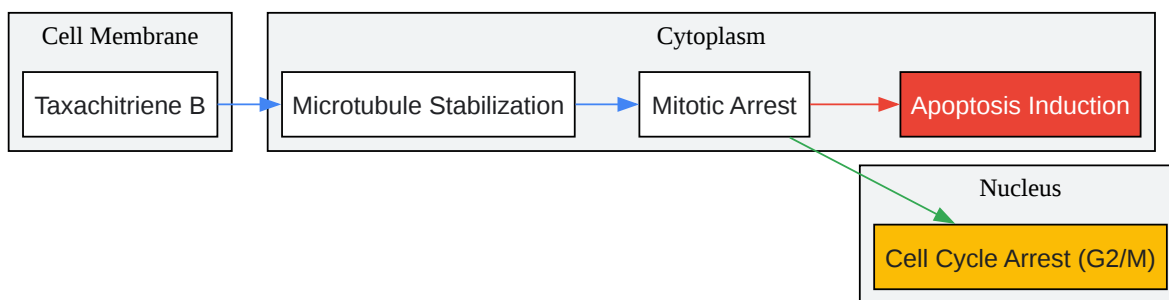 Cell Membrane
Cytoplasm
Taxachitriene B
Microtubule Stabilization
Mitotic Arrest
Apoptosis Induction
Nucleus
Cell Cycle Arrest (G2/M)